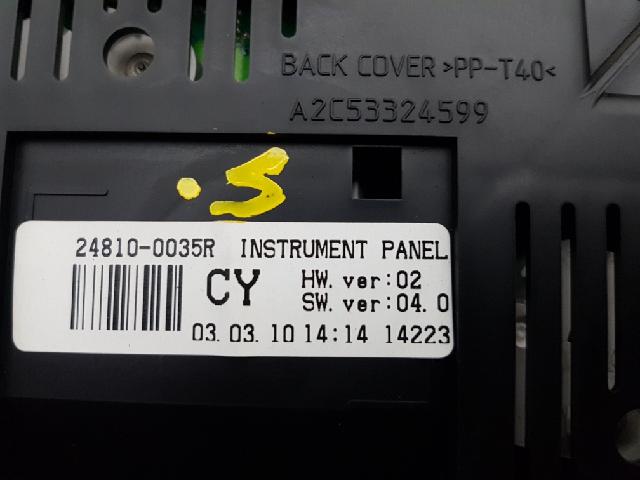 BACK COVER >PP-T40<
A2C53324599
.5
24810-0035R INSTRUMENT PANEL
CY
HW. ver:02
SW. ver:04.0
03.03.10 14:14 14223